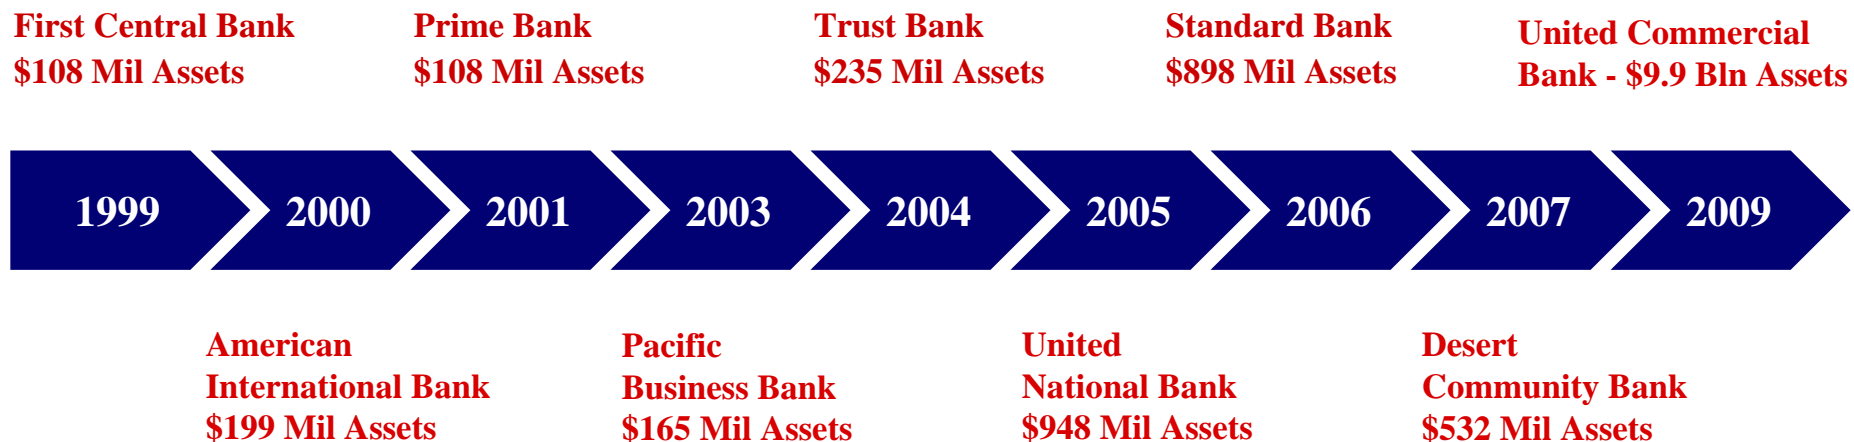 First Central Bank
$108 Mil Assets
Prime Bank
$108 Mil Assets
Trust Bank
$235 Mil Assets
Standard Bank
$898 Mil Assets
United Commercial
Bank - $9.9 Bln Assets
1999
2000
2001
2003
2004
2005
2006
2007
2009
American
International Bank
$199 Mil Assets
Pacific
Business Bank
$165 Mil Assets
United
National Bank
$948 Mil Assets
Desert
Community Bank
$532 Mil Assets